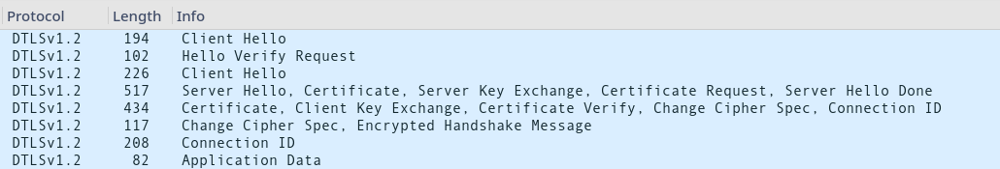 Protocol Length Info
DTLSv1.2 194 Client Hello
DTLSv1.2 102 Hello Verify Request
DTLSv1.2 226 Client Hello
DTLSv1.2 517 Server Hello, Certificate, Server Key Exchange, Certificate Request, Server Hello Done
DTLSv1.2 434 Certificate, Client Key Exchange, Certificate Verify, Change Cipher Spec, Connection ID
DTLSv1.2 117 Change Cipher Spec, Encrypted Handshake Message
DTLSv1.2 208 Connection ID
DTLSv1.2 82 Application Data